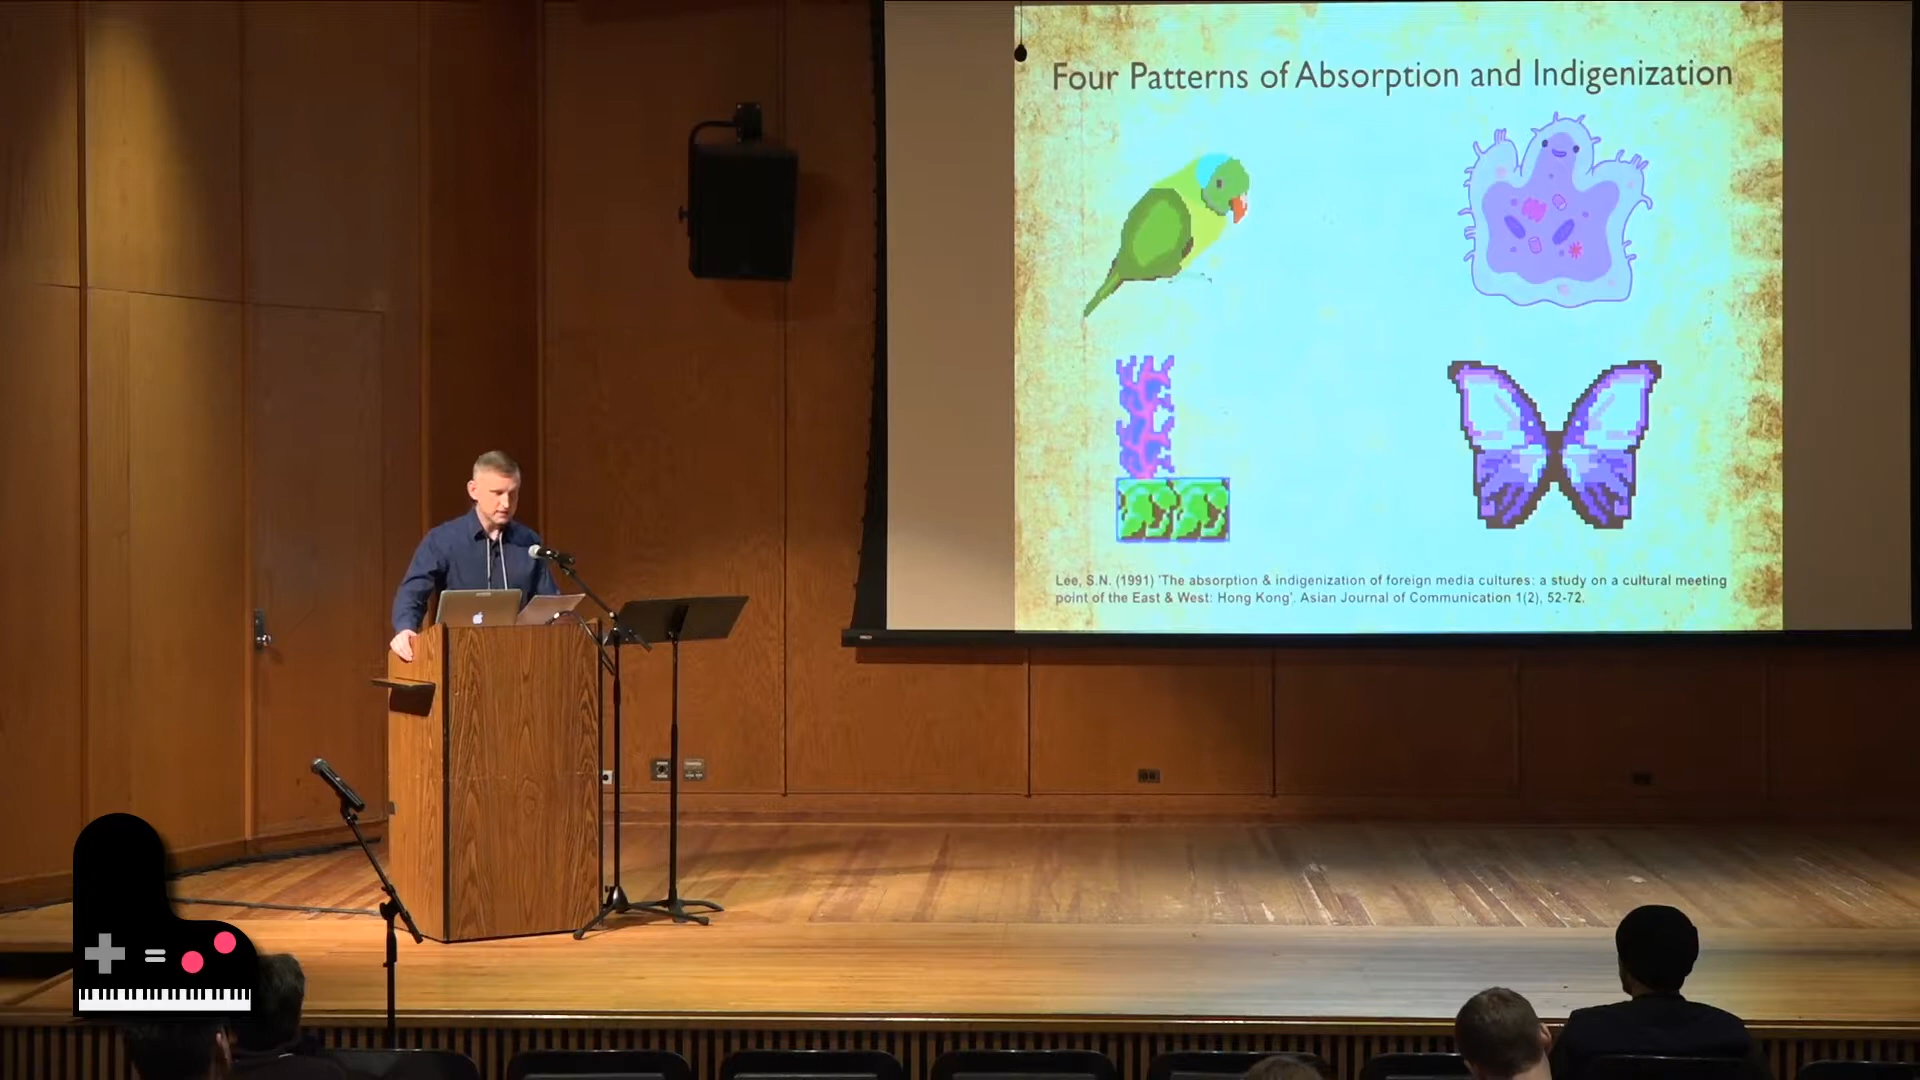 Four Patterns of Absorption and Indigenization
Lee, S.N. (1991) 'The absorption & indigenization of foreign media cultures: a study on a cultural meeting
point of the East & West: Hong Kong'. Asian Journal of Communication 1(2), 52-72.